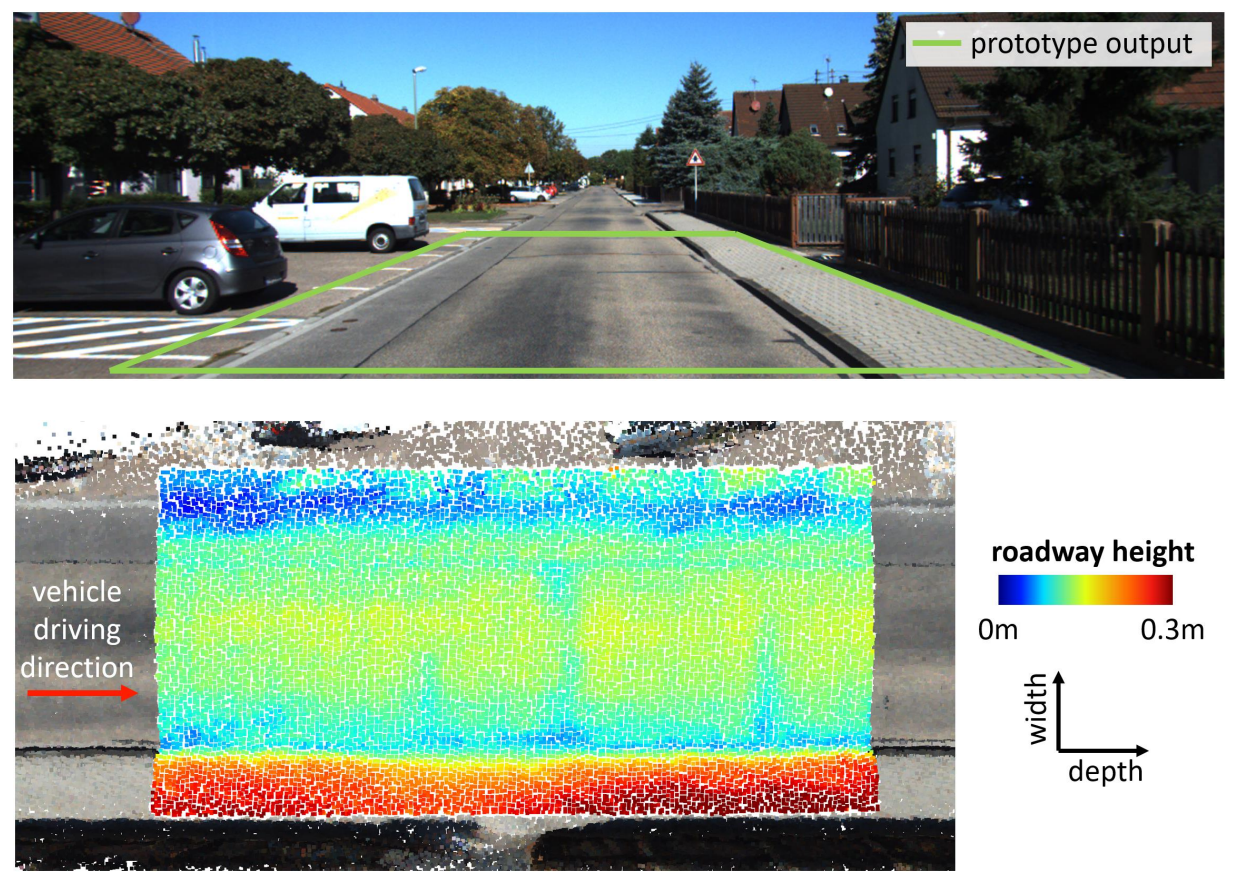 prototype output
vehicle
driving
direction
roadway height
0m
0.3m
width
depth